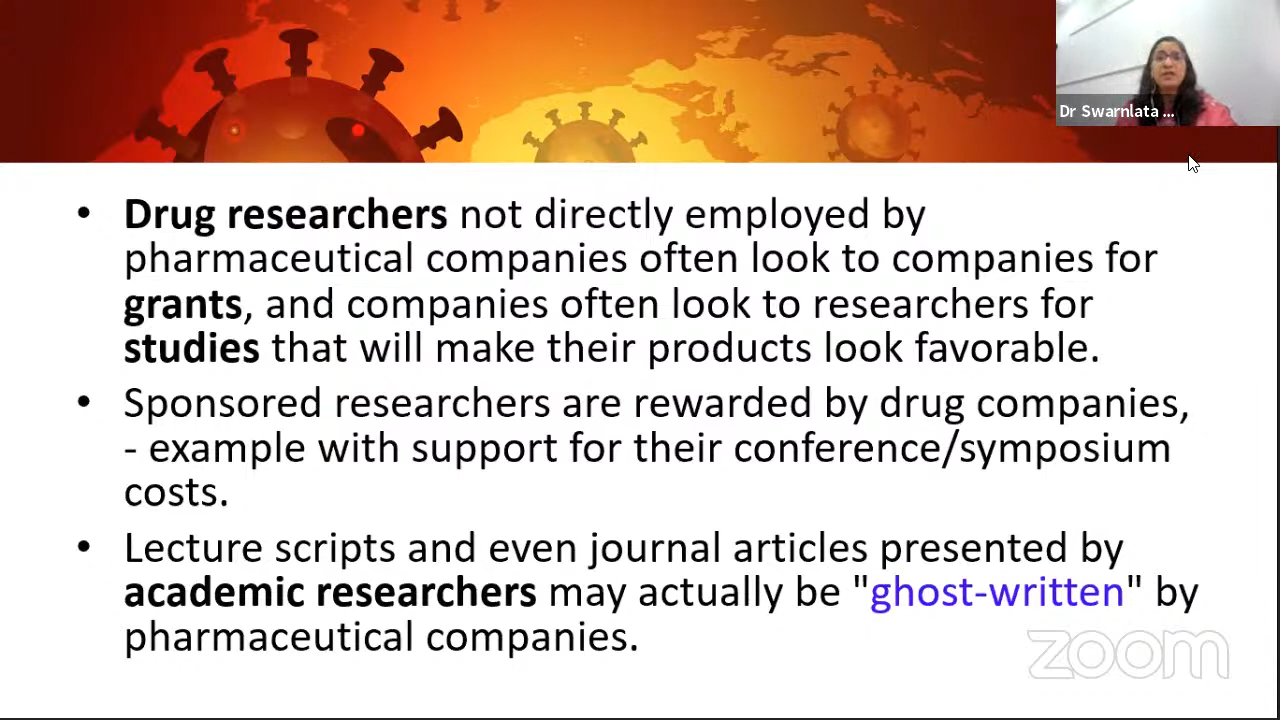 Dr Swarnlata ...
• Drug researchers not directly employed by
pharmaceutical companies often look to companies for
grants, and companies often look to researchers for
studies that will make their products look favorable.
• Sponsored researchers are rewarded by drug companies,
- example with support for their conference/symposium
costs.
• Lecture scripts and even journal articles presented by
academic researchers may actually be "ghost-written" by
pharmaceutical companies.
zoom